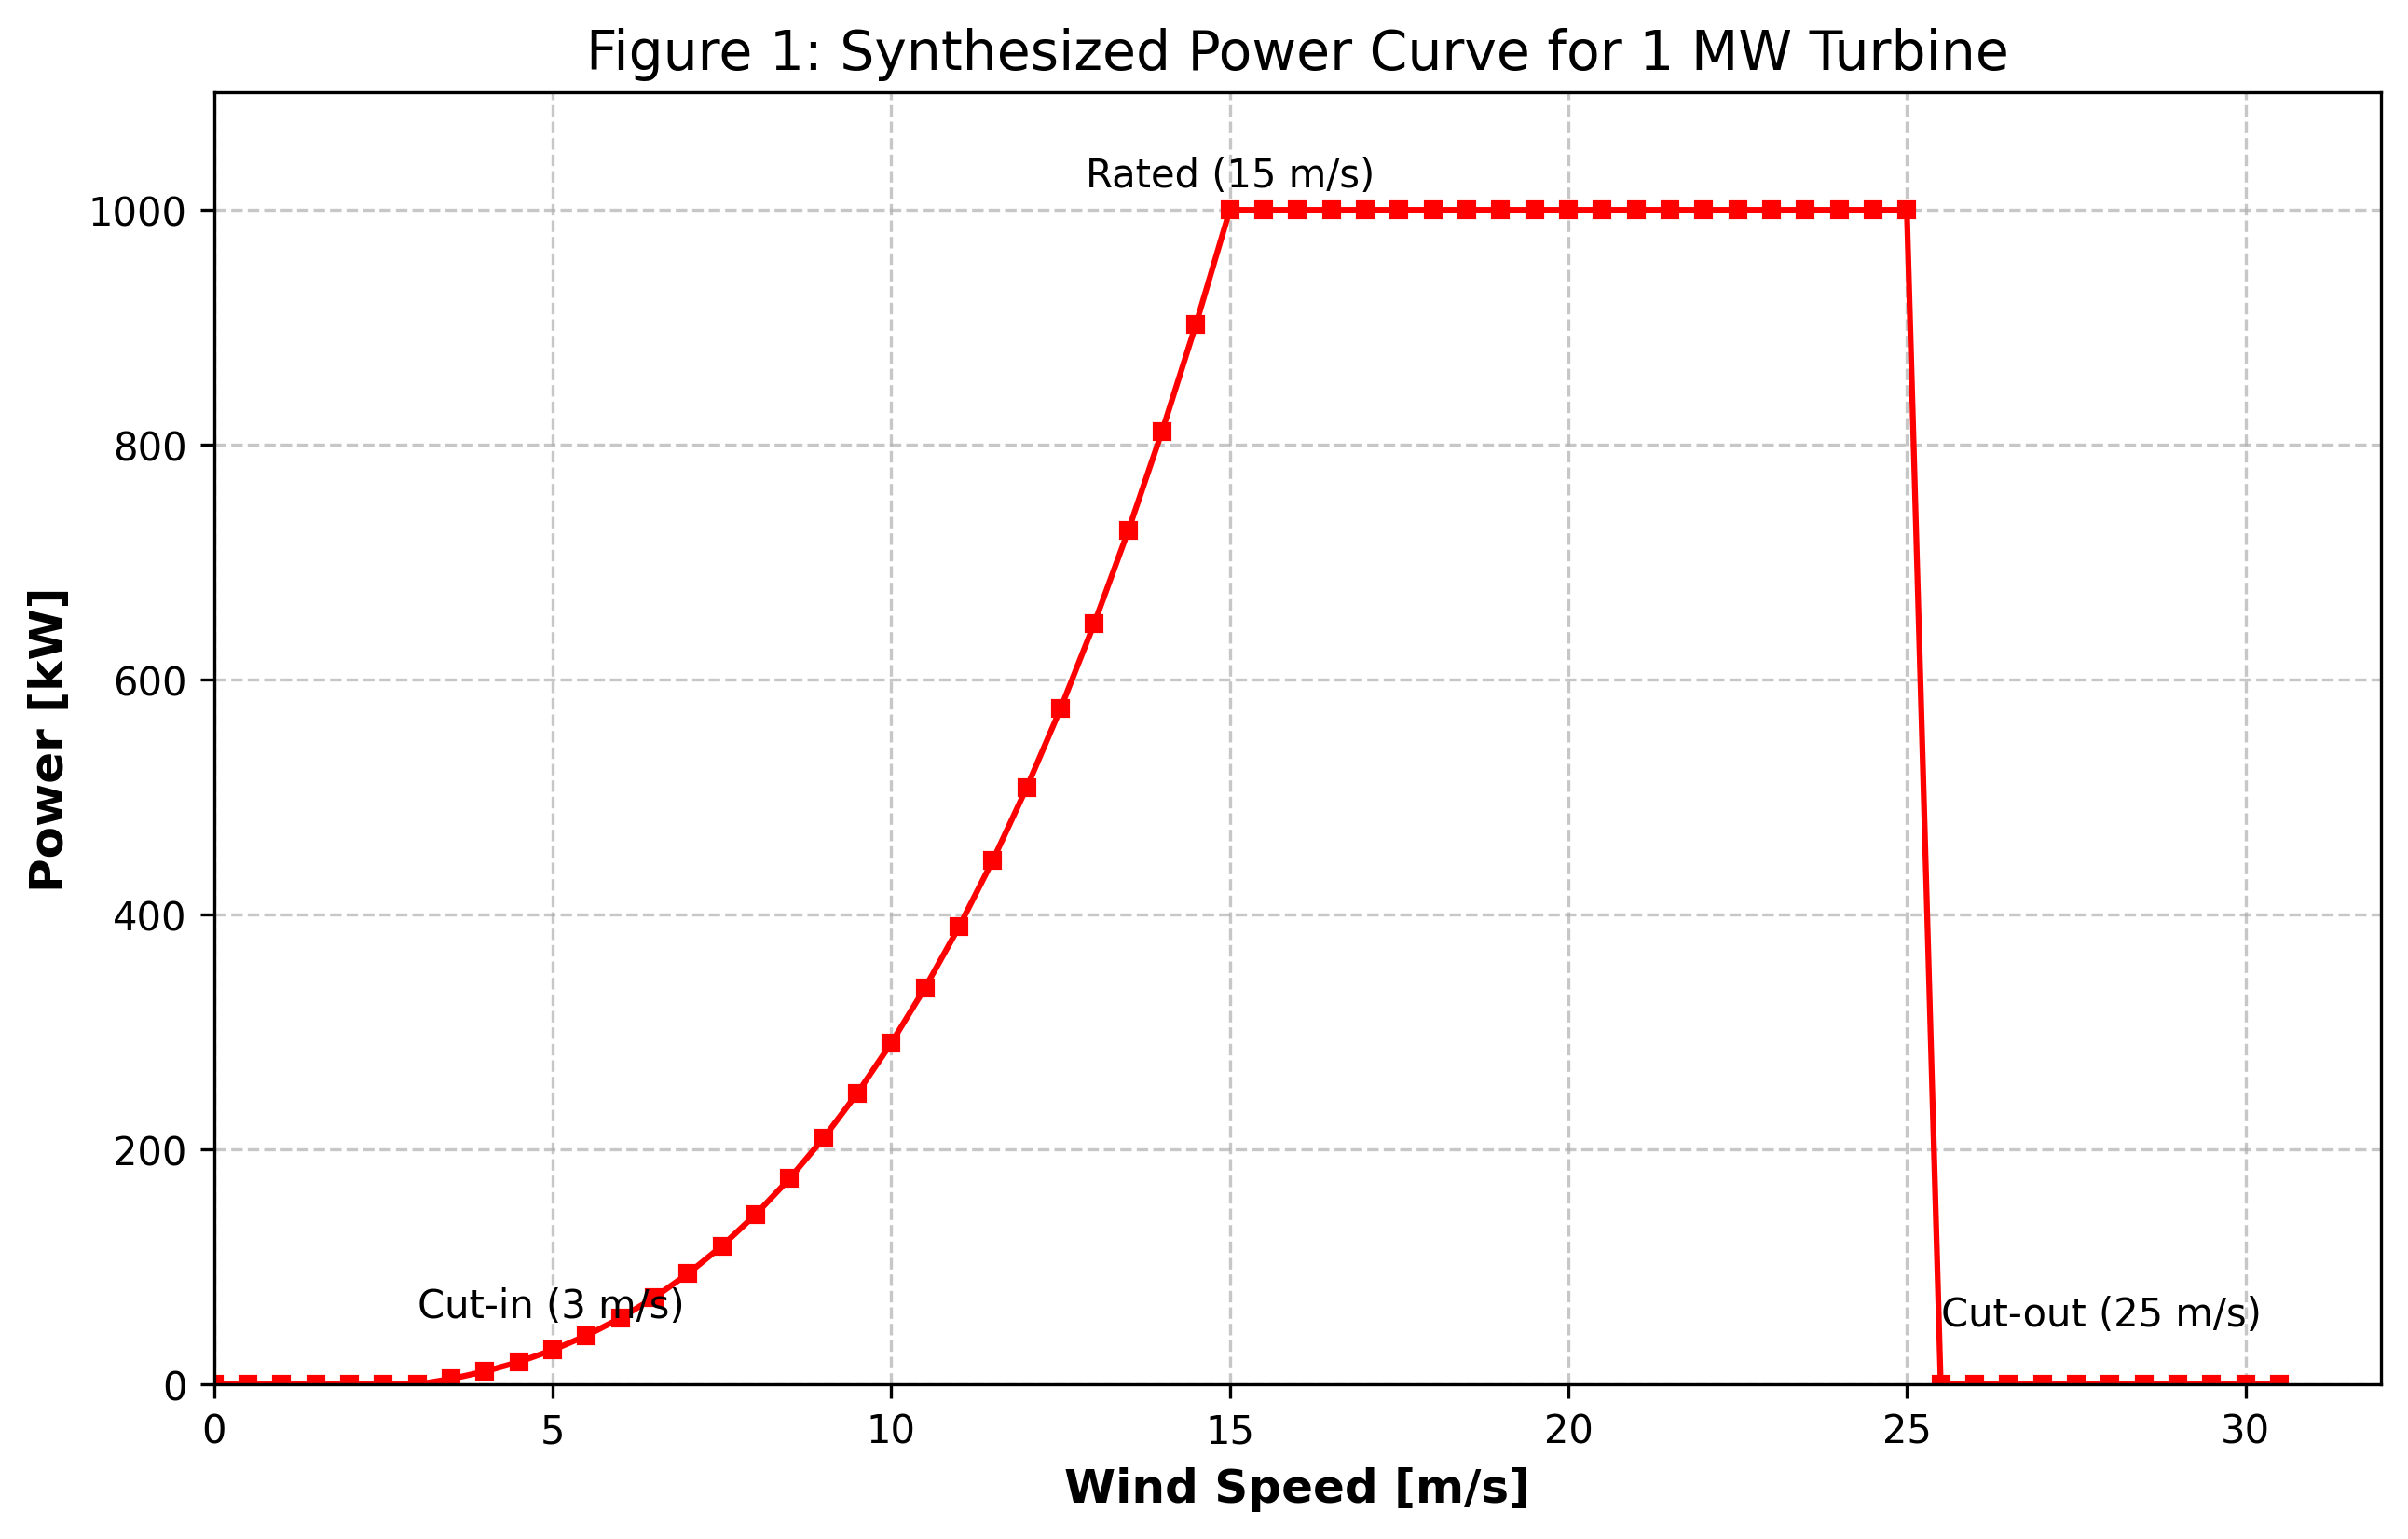 Figure 1: Synthesized Power Curve for 1 MW Turbine
Rated (15 m/s)
1000
800
600
400
200
0
Power [kW]
Cut-in (3 m/s)
Cut-out (25 m/s)
0 5 10 15 20 25 30
Wind Speed [m/s]